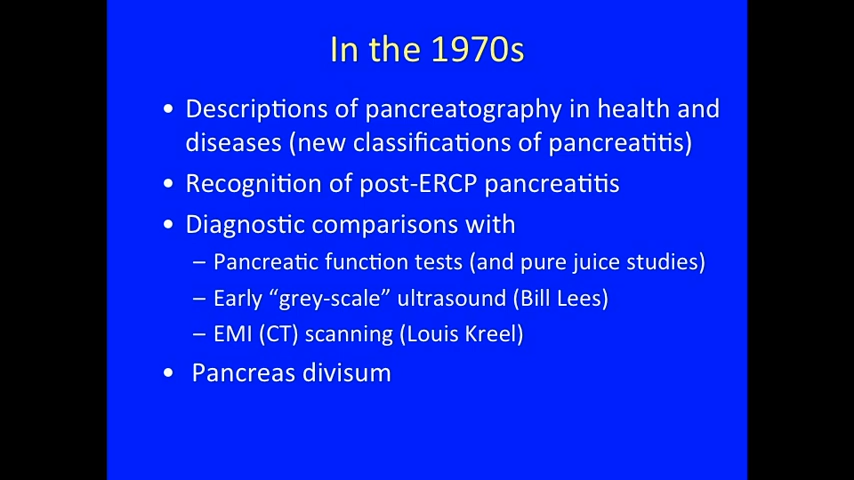 In the 1970s
• Descriptions of pancreatography in health and
diseases (new classifications of pancreatitis)
• Recognition of post-ERCP pancreatitis
• Diagnostic comparisons with
– Pancreatic function tests (and pure juice studies)
– Early “grey-scale” ultrasound (Bill Lees)
– EMI (CT) scanning (Louis Kreel)
• Pancreas divisum